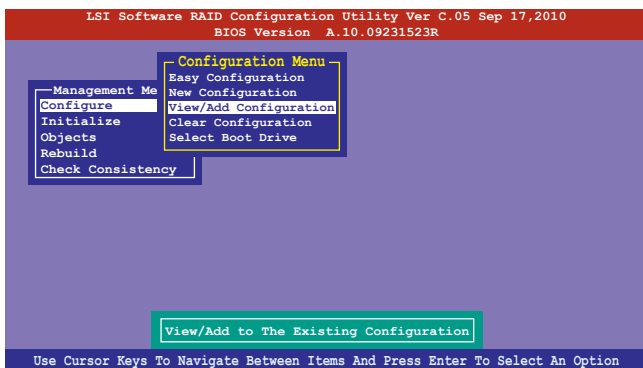 LSI Software RAID Configuration Utility Ver C.05 Sep 17,2010
BIOS Version A.10.09231523R
Configuration Menu
Easy Configuration
New Configuration
View/Add Configuration
Clear Configuration
Select Boot Drive
Management Me
Configure
Initialize
Objects
Rebuild
Check Consistency
View/Add to The Existing Configuration
Use Cursor Keys To Navigate Between Items And Press Enter To Select An Option